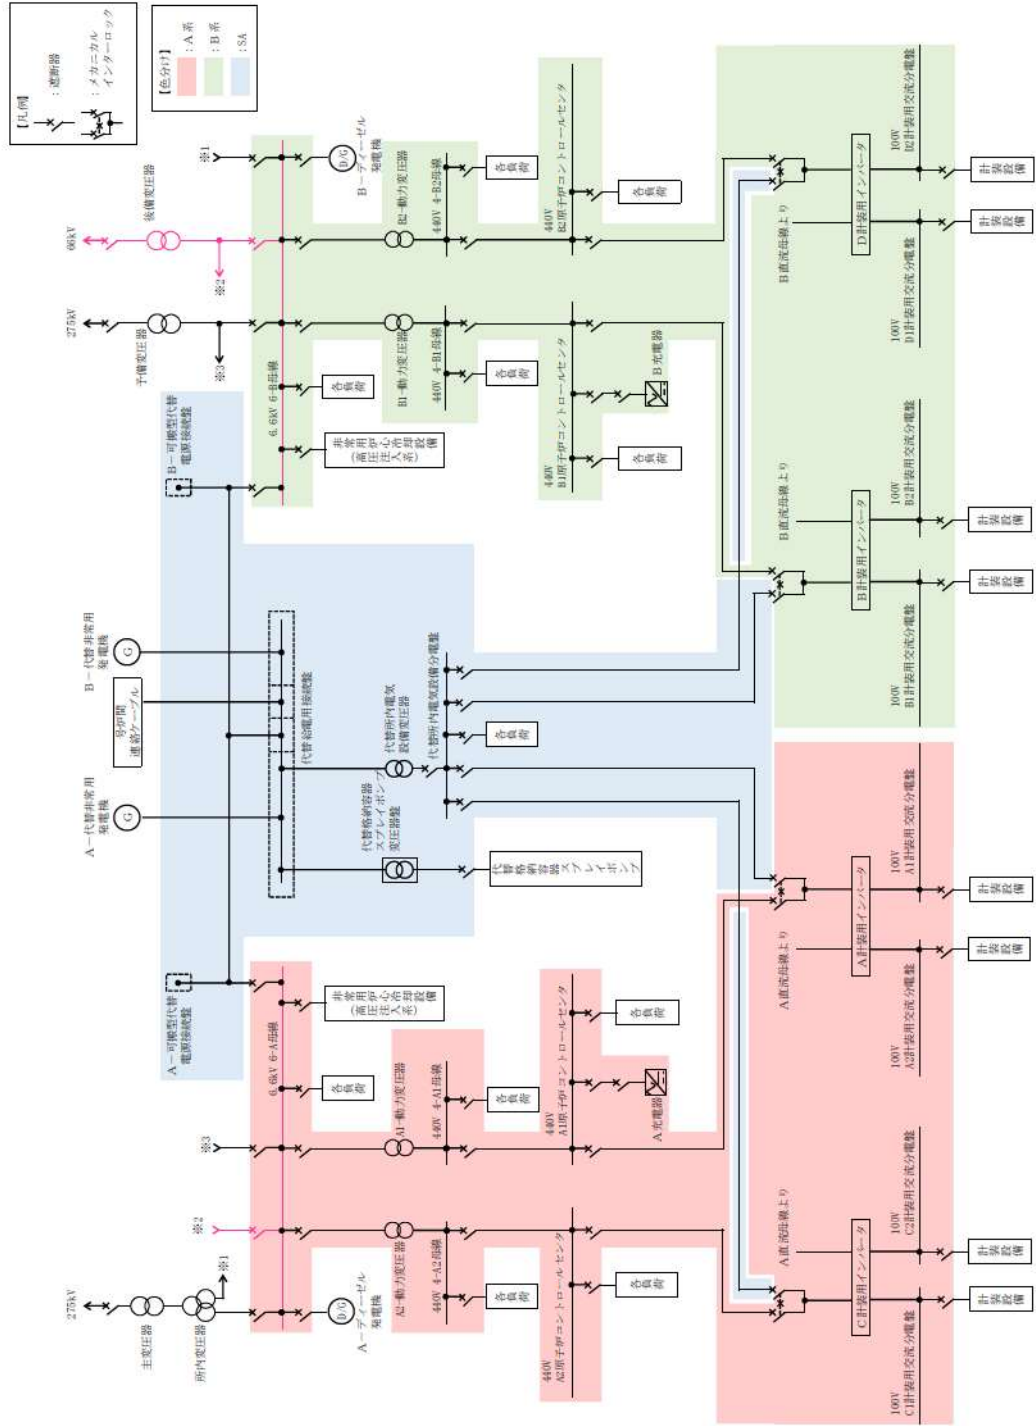 【凡例】
：遮断器
：メカニカル
インターロック
【色分け】
：A系
：B系
：SA
275kV
主変圧器
所内変圧器
※1
※2
※3
A－可搬型代替
電源接続盤
A－代替非常用
発電機
号炉間
連絡ケーブル
B－代替非常用
発電機
B－可搬型代替
電源接続盤
275kV
予備変圧器
※3
66kV
後備変圧器
※2
※1
G
G
代替給電用接続盤
6.6kV 6-A母線
6.6kV 6-B母線
D/G
A－ディーゼル
発電機
各負荷
非常用炉心冷却設備
（高圧注入系）
非常用炉心冷却設備
（高圧注入系）
各負荷
D/G
B－ディーゼル
発電機
A2－動力変圧器
A1－動力変圧器
代替格納容器
スプレイポンプ
変圧器盤
代替所内電気
設備変圧器
B1－動力変圧器
B2－動力変圧器
440V 4-A2母線
440V 4-A1母線
代替所内電気設備分電盤
440V 4-B1母線
440V 4-B2母線
各負荷
各負荷
代替格納容器スプレイポンプ
各負荷
各負荷
各負荷
440V
A2原子炉コントロールセンタ
440V
A1原子炉コントロールセンタ
440V
B1原子炉コントロールセンタ
440V
B2原子炉コントロールセンタ
各負荷
A充電器
各負荷
各負荷
B充電器
各負荷
A直流母線より
A直流母線より
B直流母線より
B直流母線より
C計装用インバータ
A計装用インバータ
B計装用インバータ
D計装用インバータ
100V
C1計装用交流分電盤
100V
C2計装用交流分電盤
100V
A2計装用交流分電盤
100V
A1計装用交流分電盤
100V
B1計装用交流分電盤
100V
B2計装用交流分電盤
100V
D1計装用交流分電盤
100V
D2計装用交流分電盤
計装設備
計装設備
計装設備
計装設備
計装設備
計装設備
計装設備
計装設備